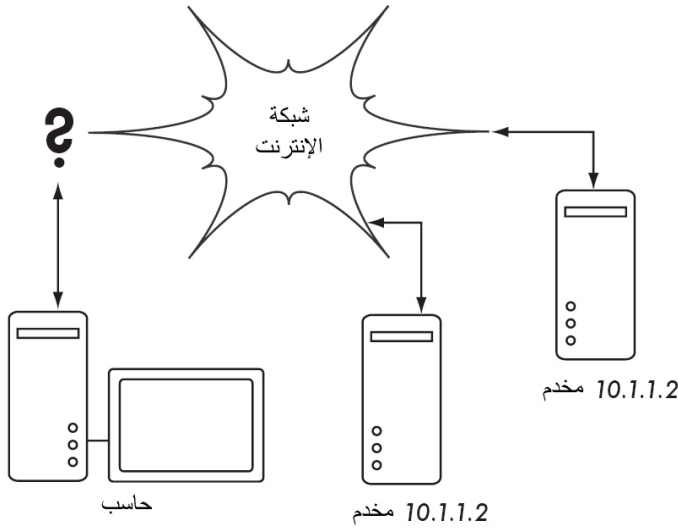 شبكة
الإنترنت
؟
10.1.1.2 مخدم
حاسب
10.1.1.2 مخدم